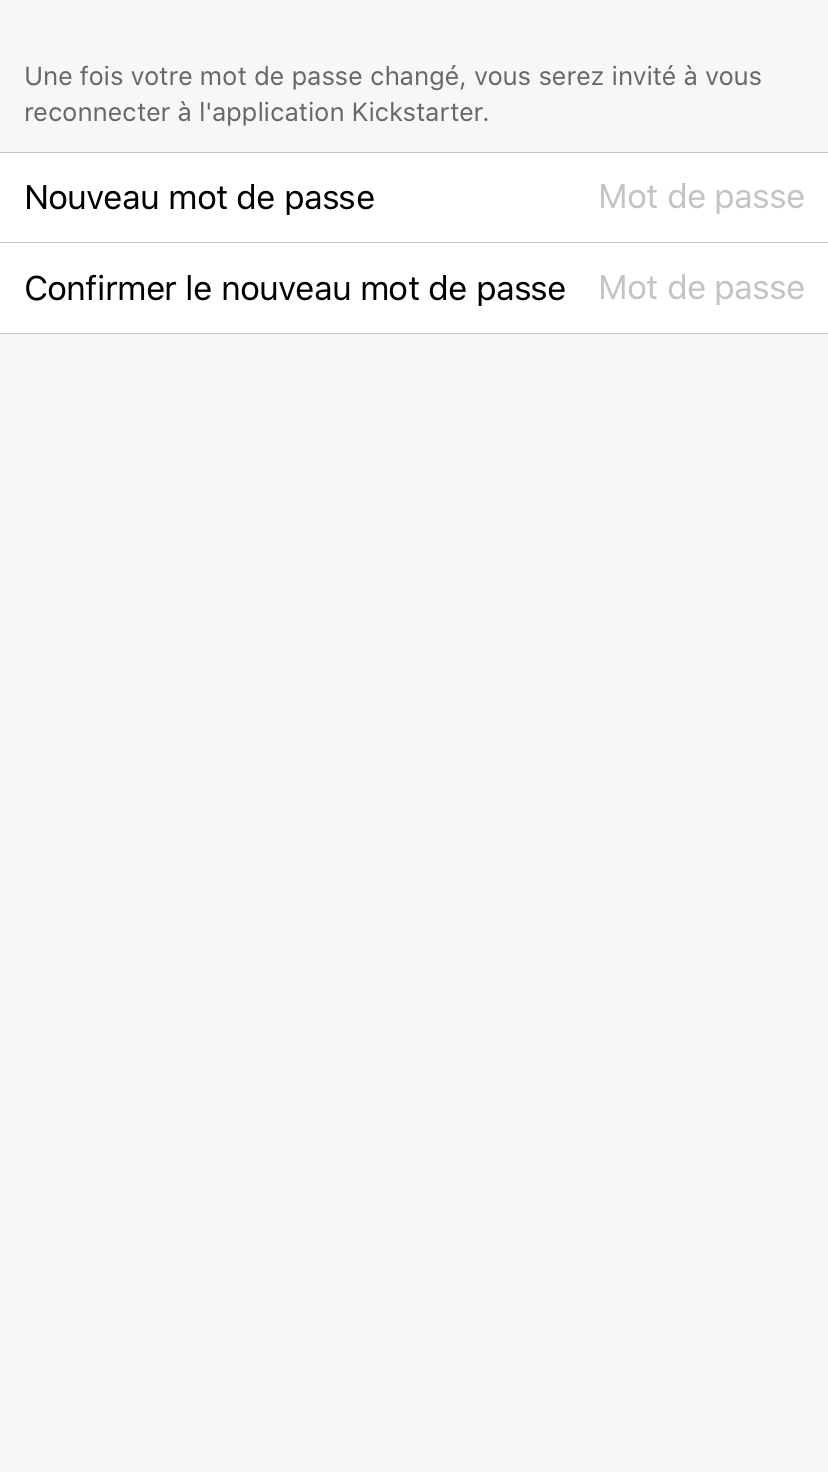 Une fois votre mot de passe changé, vous serez invité à vous
reconnecter à l'application Kickstarter.
Nouveau mot de passe Mot de passe
Confirmer le nouveau mot de passe Mot de passe